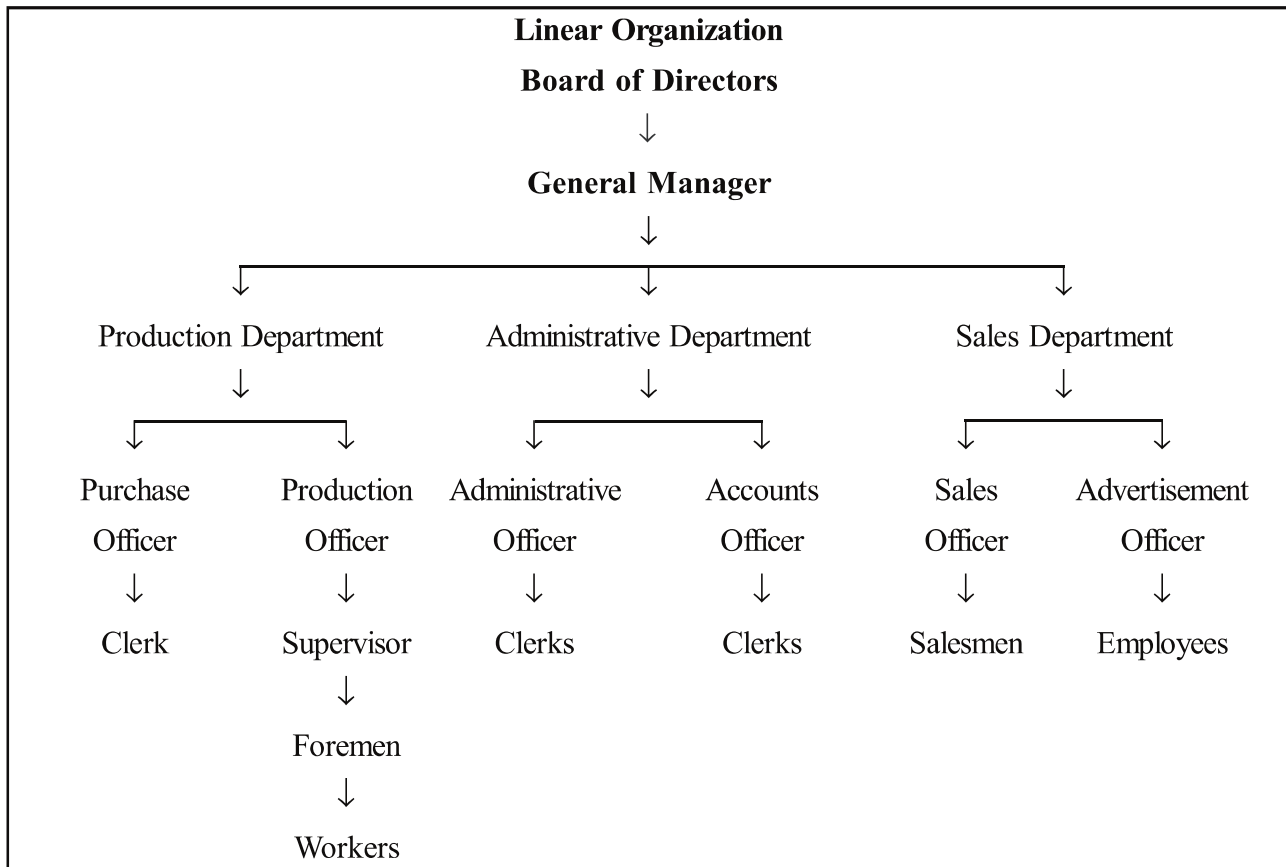 Linear Organization
Board of Directors
↓
General Manager
↓
↓ ↓ ↓
Production Department Administrative Department Sales Department
↓ ↓ ↓
↓ ↓ ↓ ↓ ↓ ↓
Purchase Production Administrative Accounts Sales Advertisement
Officer Officer Officer Officer Officer Officer
↓ ↓ ↓ ↓ ↓ ↓
Clerk Supervisor Clerks Clerks Salesmen Employees
↓
Foremen
↓
Workers